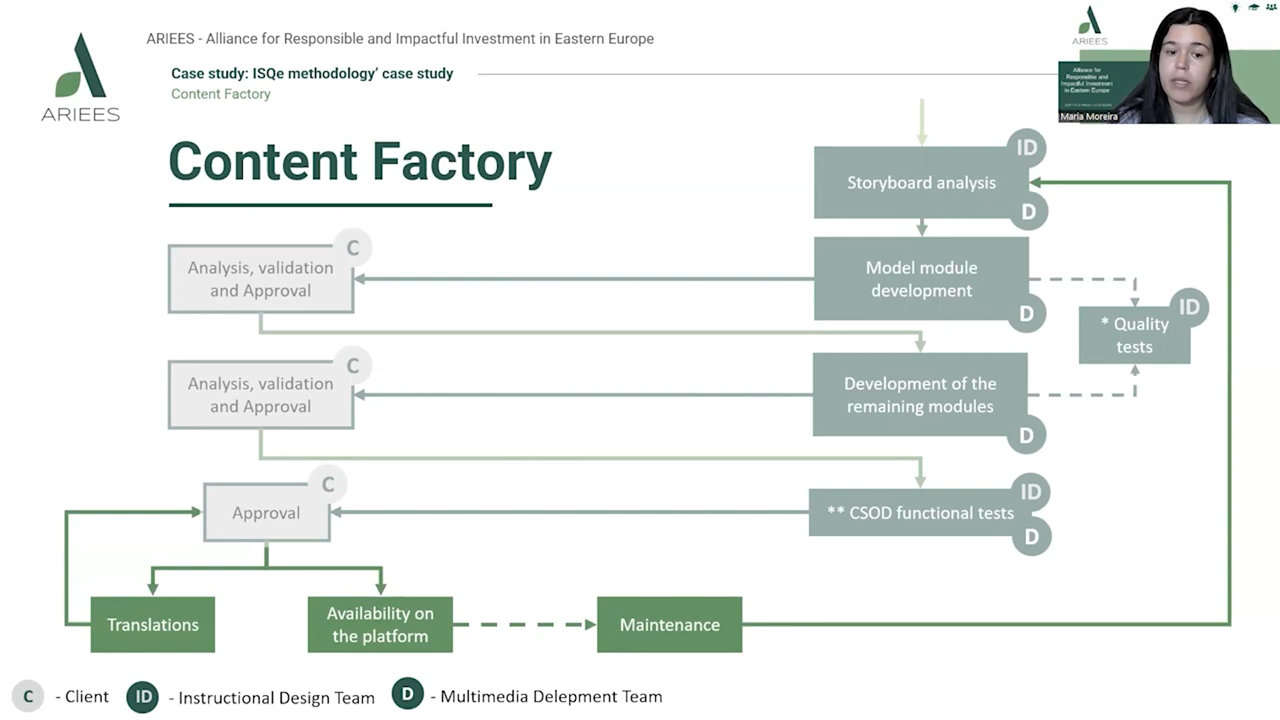 ARIEES - Alliance for Responsible and Impactful Investment in Eastern Europe
Case study: ISQe methodology' case study
Content Factory
ARIEES
Content Factory
ARIEES
Alliance for
Responsible and
Impactful Investment
in Eastern Europe
Maria Moreira
ID
Storyboard analysis
D
C
Analysis, validation
and Approval
Model module
development
D
ID
* Quality
tests
C
Analysis, validation
and Approval
Development of the
remaining modules
D
C
Approval
ID
** CSOD functional tests
D
Translations
Availability on
the platform
Maintenance
C - Client
ID - Instructional Design Team
D - Multimedia Delepment Team